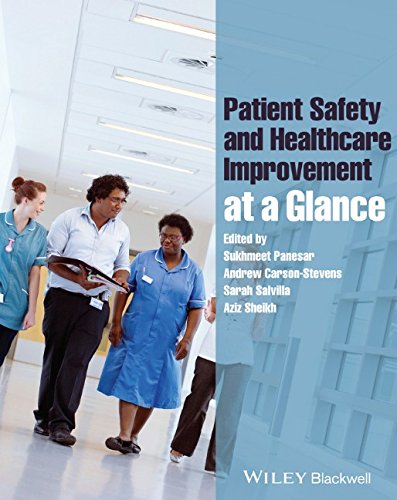 Patient Safety
and Healthcare
Improvement
at a Glance
Edited by
Sukhmeet Panesar
Andrew Carson-Stevens
Sarah Salvilla
Aziz Sheikh
WILEY Blackwell